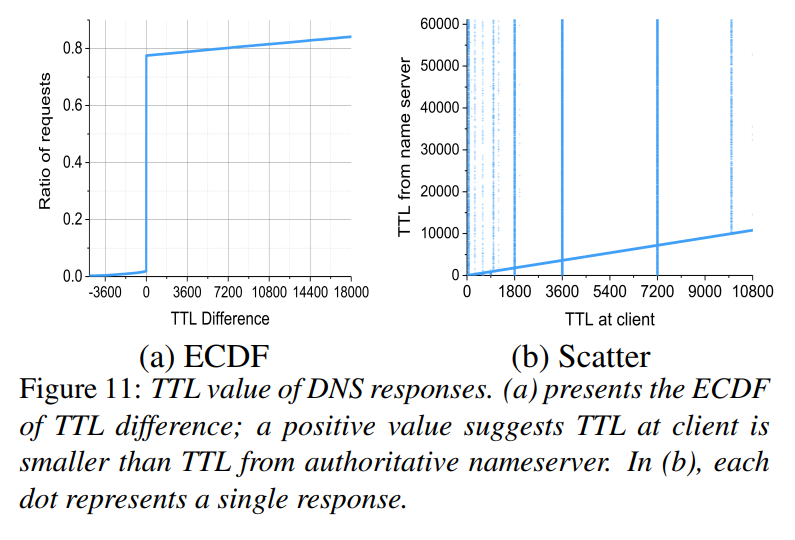 0.8
0.6
0.4
0.2
0.0
Ratio of requests
-3600 0 3600 7200 10800 14400 18000
TTL Difference
(a) ECDF
60000
50000
40000
30000
20000
10000
0
TTL from name server
0 1800 3600 5400 7200 9000 10800
TTL at client
(b) Scatter
Figure 11: TTL value of DNS responses. (a) presents the ECDF
of TTL difference; a positive value suggests TTL at client is
smaller than TTL from authoritative nameserver. In (b), each
dot represents a single response.